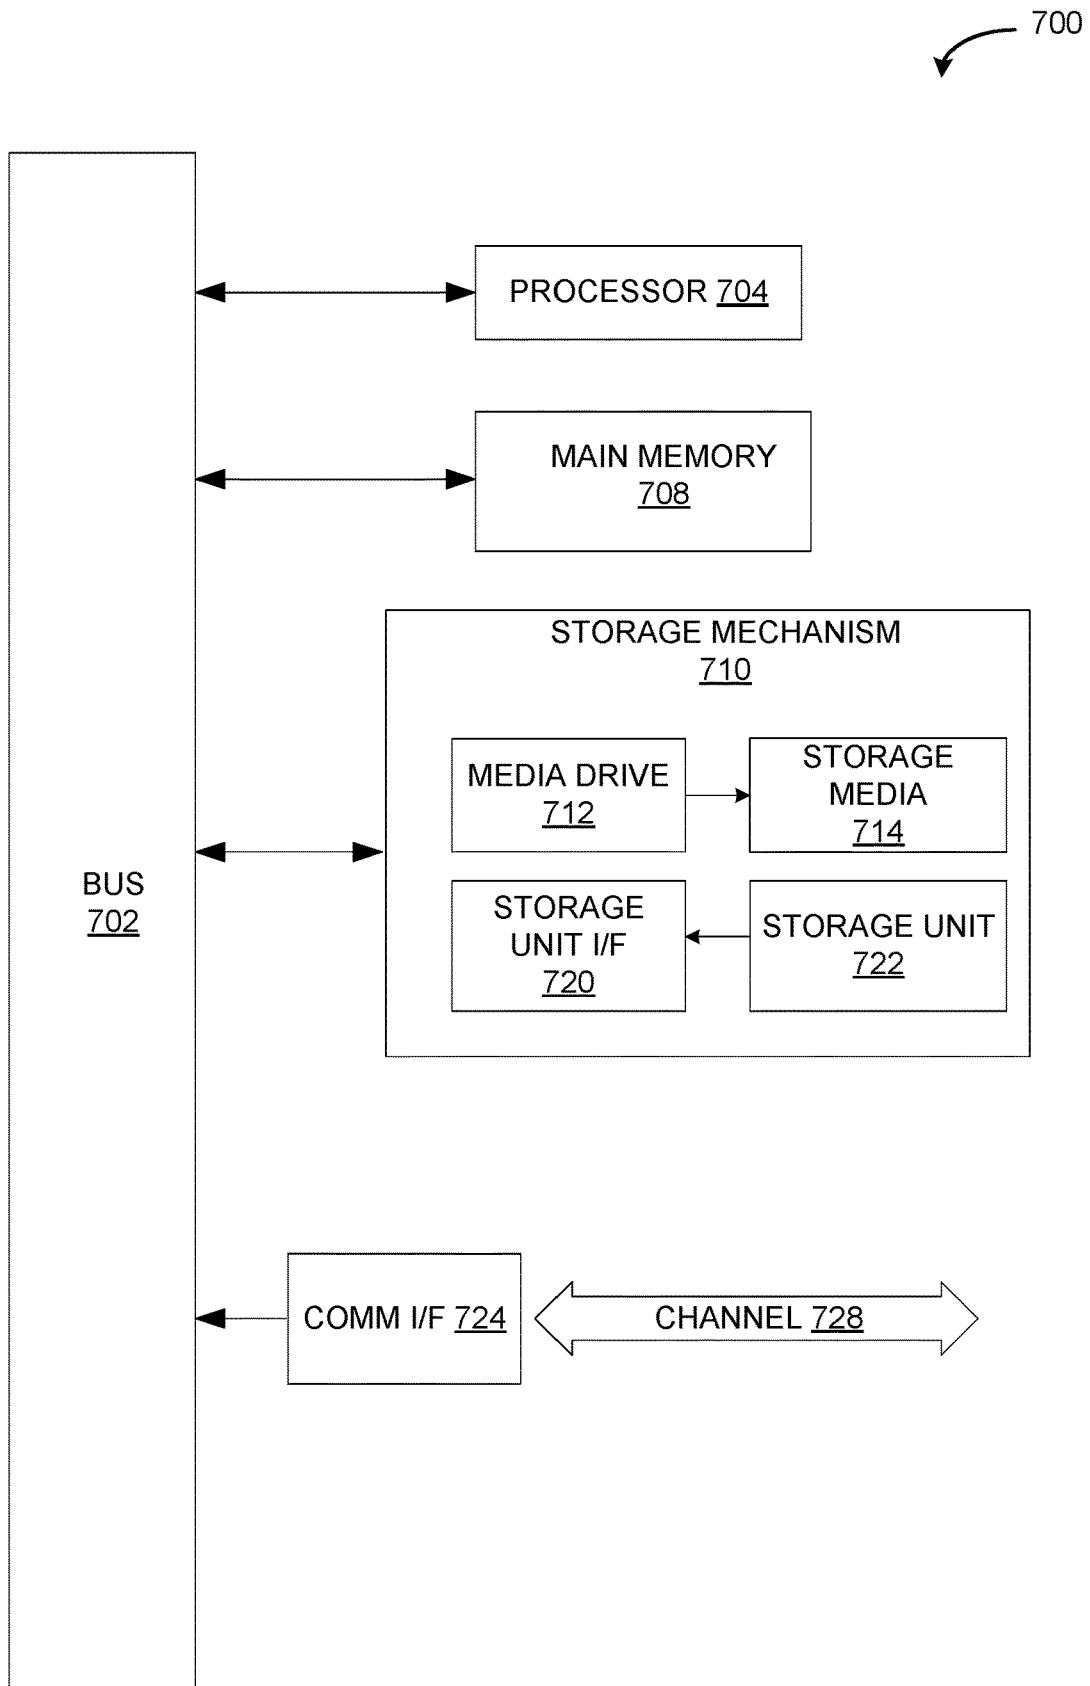 700
PROCESSOR 704
MAIN MEMORY
708
STORAGE MECHANISM
710
MEDIA DRIVE
712
STORAGE
MEDIA
714
BUS
702
STORAGE
UNIT I/F
720
STORAGE UNIT
722
COMM I/F 724
CHANNEL 728